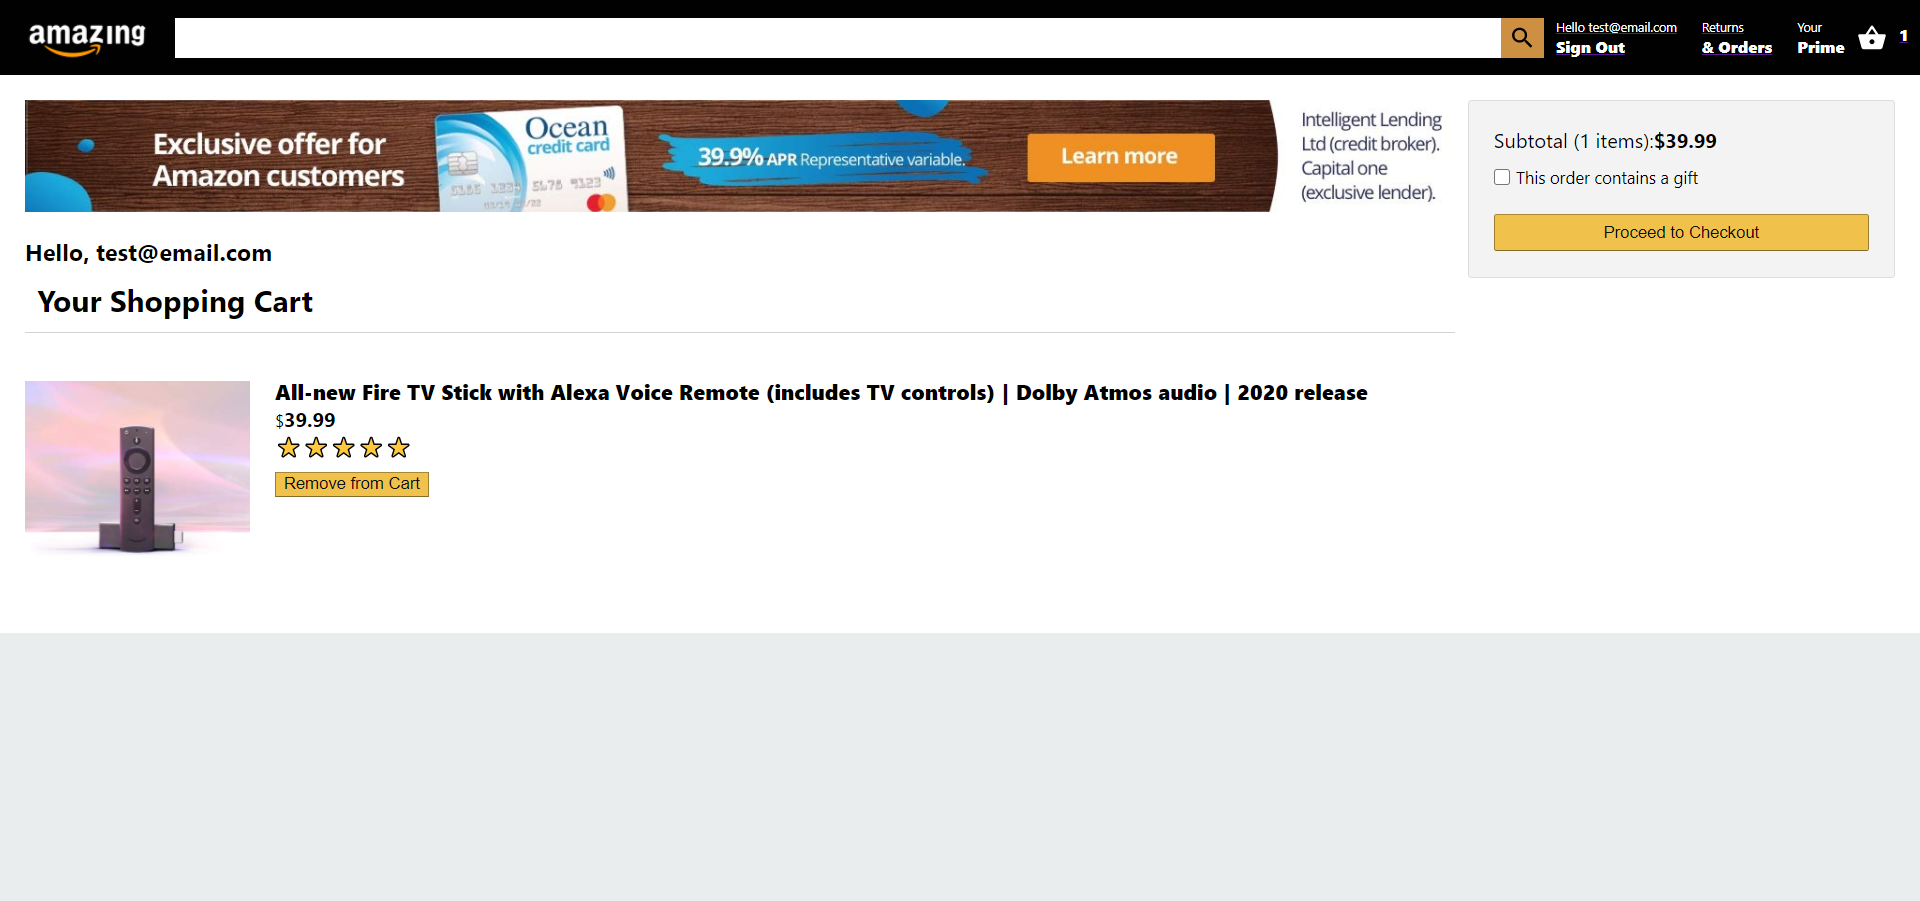 amazing
Hello test@email.com
Sign Out
Returns
& Orders
Your
Prime
1
Exclusive offer for
Amazon customers
Ocean
credit card
39.9% APR Representative variable.
Learn more
Intelligent Lending
Ltd (credit broker).
Capital one
(exclusive lender).
Subtotal (1 items):$39.99
This order contains a gift
Proceed to Checkout
Hello, test@email.com
Your Shopping Cart
All-new Fire TV Stick with Alexa Voice Remote (includes TV controls) | Dolby Atmos audio | 2020 release
$39.99
Remove from Cart